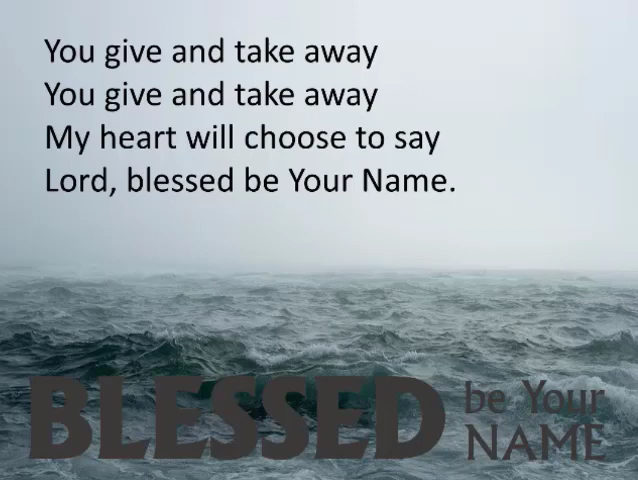 You give and take away
You give and take away
My heart will choose to say
Lord, blessed be Your Name.
BLESSED be Your
NAME